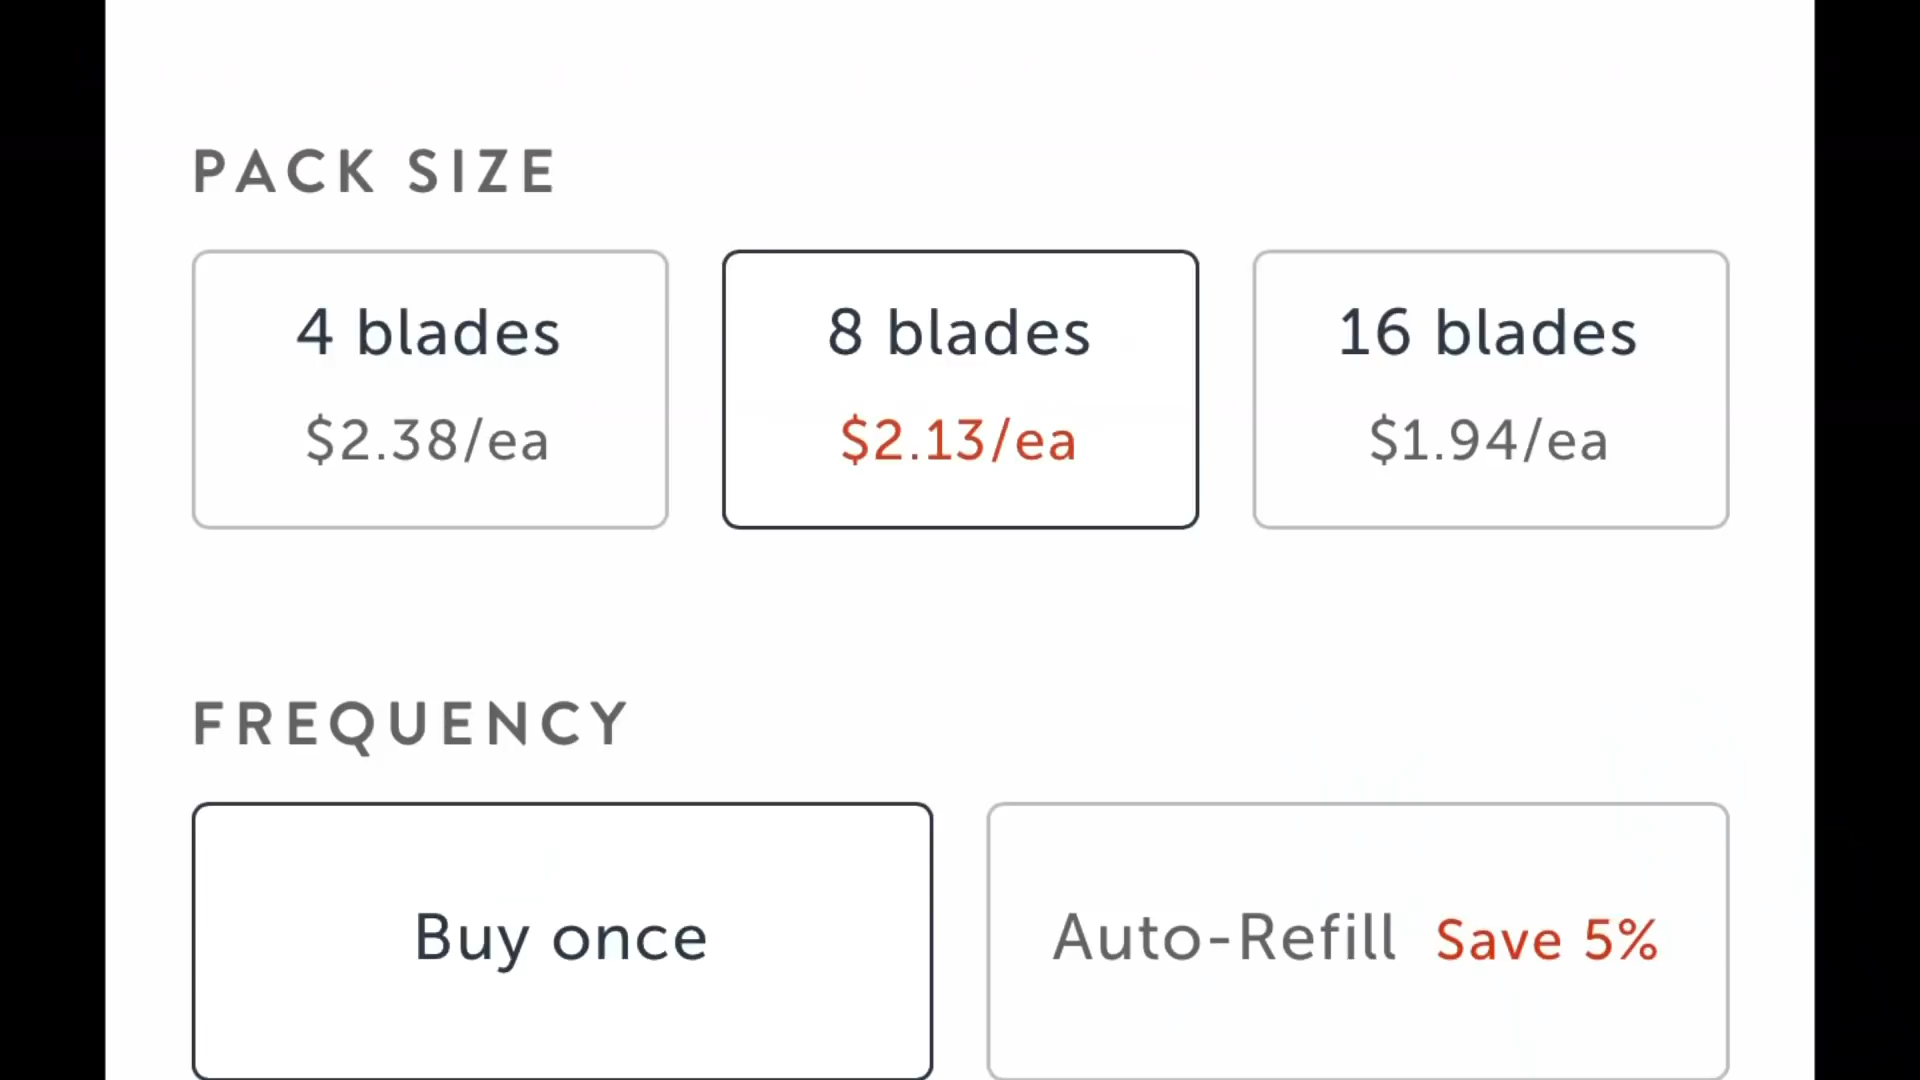 PACK SIZE
4 blades
$2.38/ea
8 blades
$2.13/ea
16 blades
$1.94/ea
FREQUENCY
Buy once
Auto-Refill Save 5%